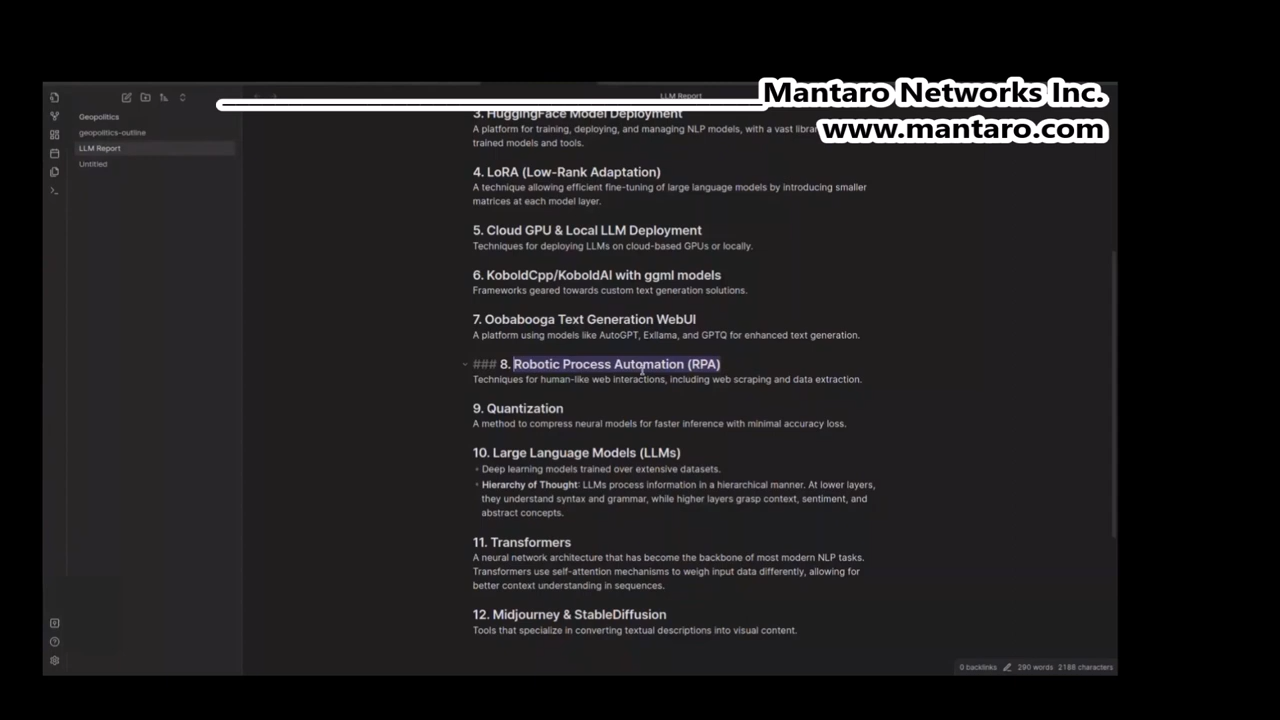 Mantaro Networks Inc.
www.mantaro.com
LLM Report
Geopolitics
geopolitics-outline
LLM Report
Untitled
3. HuggingFace Model Deployment
A platform for training, deploying, and managing NLP models, with a vast
trained models and tools.
4. LoRA (Low-Rank Adaptation)
A technique allowing efficient fine-tuning of large language models by introducing smaller
matrices at each model layer.
5. Cloud GPU & Local LLM Deployment
Techniques for deploying LLMs on cloud-based GPUs or locally.
6. KoboldCpp/KoboldAI with ggml models
Frameworks geared towards custom text generation solutions.
7. Oobabooga Text Generation WebUI
A platform using models like AutoGPT, Exllama, and GPTQ for enhanced text generation.
### 8. Robotic Process Automation (RPA)
Techniques for human-like web interactions, including web scraping and data extraction.
9. Quantization
A method to compress neural models for faster inference with minimal accuracy loss.
10. Large Language Models (LLMs)
Deep learning models trained over extensive datasets.
Hierarchy of Thought: LLMs process information in a hierarchical manner. At lower layers,
they understand syntax and grammar, while higher layers grasp context, sentiment, and
abstract concepts.
11. Transformers
A neural network architecture that has become the backbone of most modern NLP tasks.
Transformers use self-attention mechanisms to weigh input data differently, allowing for
better context understanding in sequences.
12. Midjourney & StableDiffusion
Tools that specialize in converting textual descriptions into visual content.
0 backlinks 290 words 2188 characters